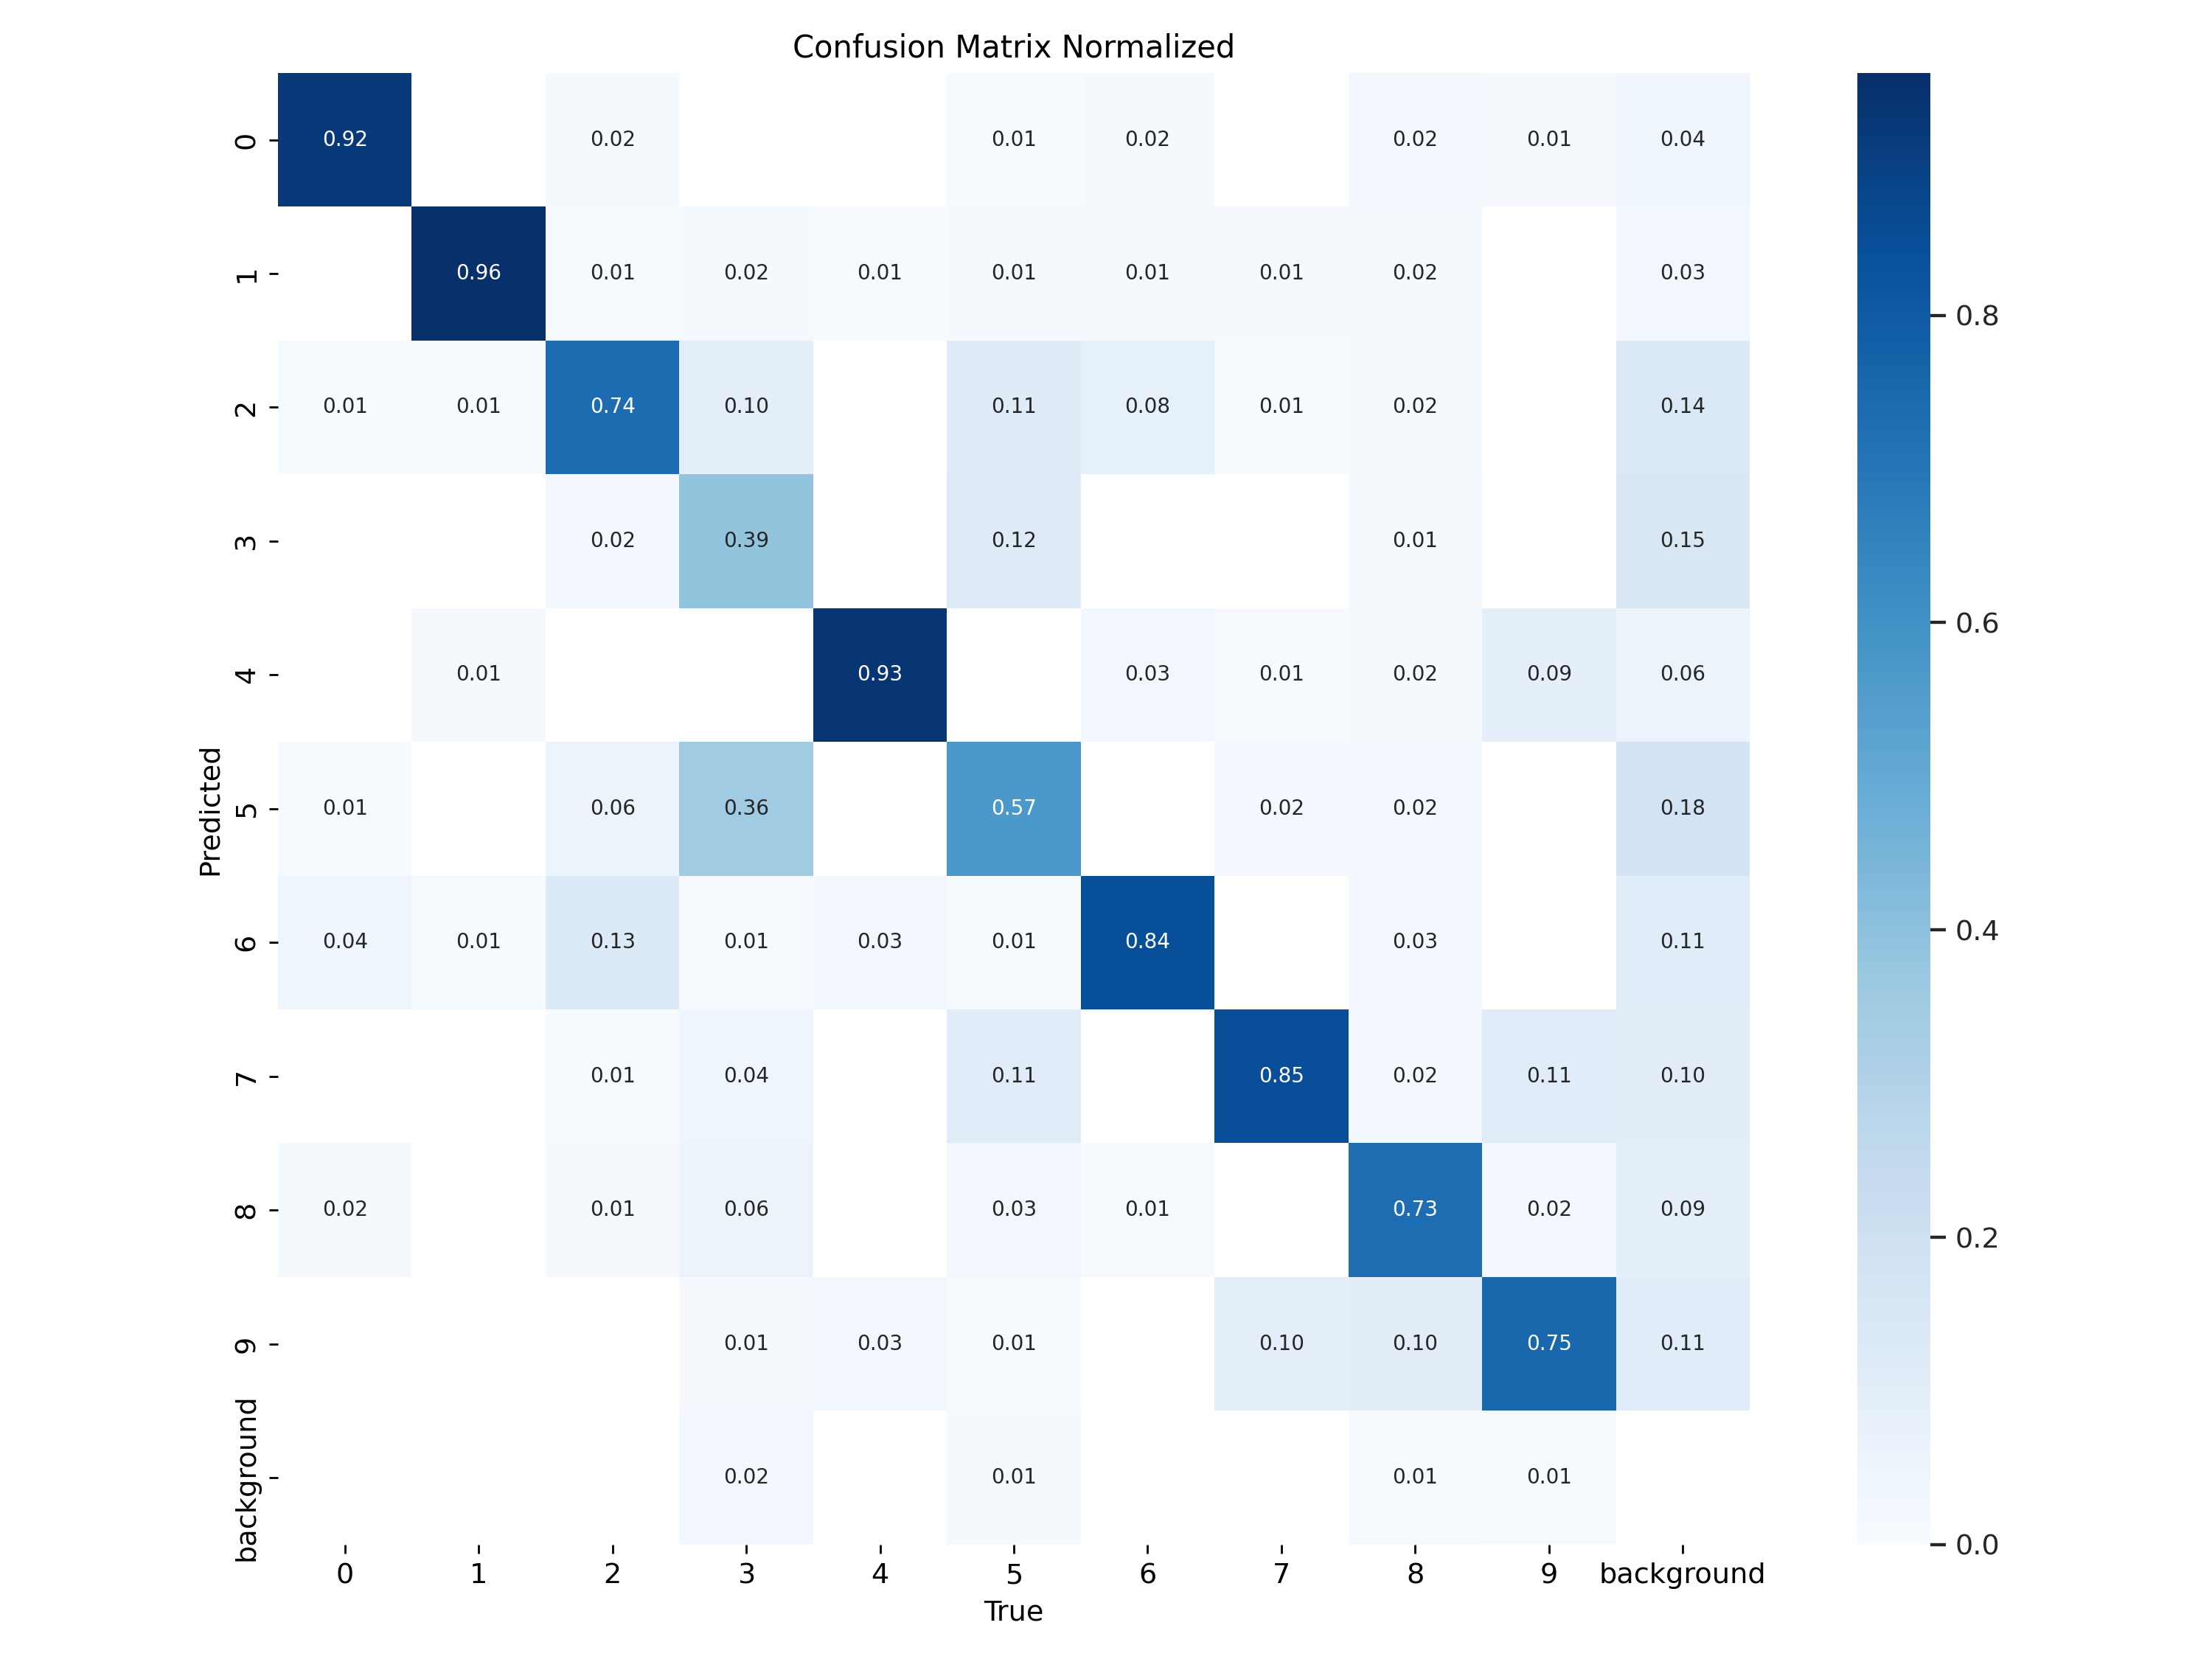 Confusion Matrix Normalized
0 0.92 0.02 0.01 0.02 0.02 0.01 0.04
1 0.96 0.01 0.02 0.01 0.01 0.01 0.01 0.02 0.03
0.8
2 0.01 0.01 0.74 0.10 0.11 0.08 0.01 0.02 0.14
3 0.02 0.39 0.12 0.01 0.15
0.6
4 0.01 0.93 0.03 0.01 0.02 0.09 0.06
Predicted
5 0.01 0.06 0.36 0.57 0.02 0.02 0.18
6 0.04 0.01 0.13 0.01 0.03 0.01 0.84 0.03 0.11
0.4
7 0.01 0.04 0.11 0.85 0.02 0.11 0.10
8 0.02 0.01 0.06 0.03 0.01 0.73 0.02 0.09
0.2
9 0.01 0.03 0.01 0.10 0.10 0.75 0.11
background 0.02 0.01 0.01 0.01
0.0
0 1 2 3 4 5 6 7 8 9 background
True